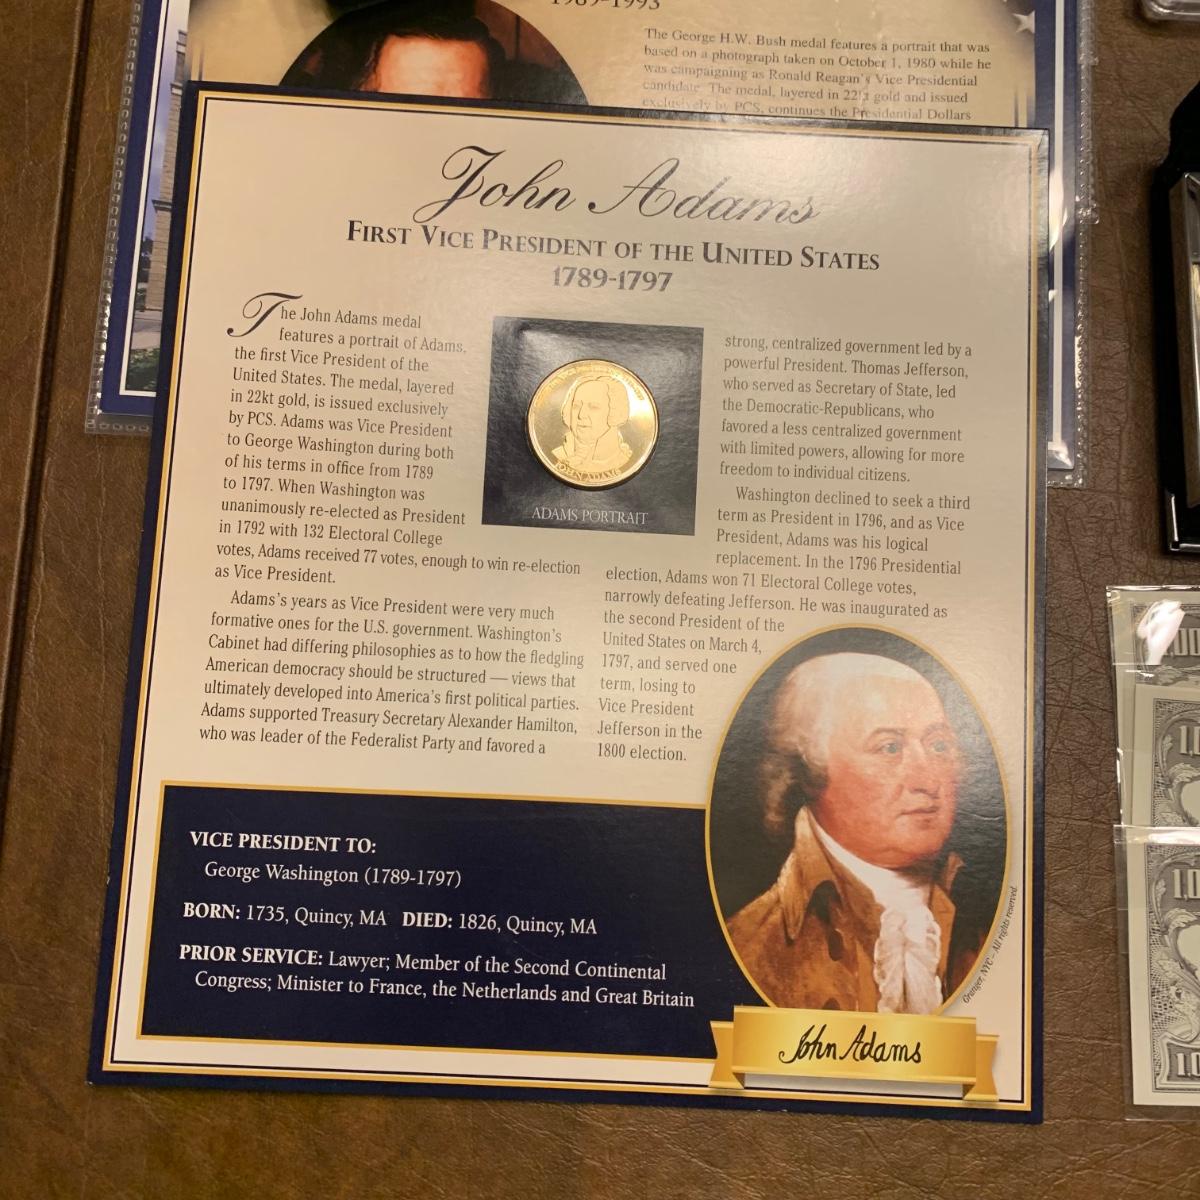 1989-1993
The George H.W. Bush medal features a portrait that was
based on a photograph taken on October 1, 1980 while he
was campaigning as Ronald Reagan's Vice Presidential
candidate. The medal, layered in 22kt gold and issued
exclusively by PCS, continues the Presidential Dollars
John Adams
FIRST VICE PRESIDENT OF THE UNITED STATES
1789-1797
The John Adams medal
features a portrait of Adams,
the first Vice President of the
United States. The medal, layered
in 22kt gold, is issued exclusively
by PCS. Adams was Vice President
to George Washington during both
of his terms in office from 1789
to 1797. When Washington was
unanimously re-elected as President
in 1792 with 132 Electoral College
votes, Adams received 77 votes, enough to win re-election
as Vice President.
Adams's years as Vice President were very much
formative ones for the U.S. government. Washington's
Cabinet had differing philosophies as to how the fledgling
American democracy should be structured — views that
ultimately developed into America's first political parties.
Adams supported Treasury Secretary Alexander Hamilton,
who was leader of the Federalist Party and favored a
JOHN ADAMS
ADAMS PORTRAIT
strong, centralized government led by a
powerful President. Thomas Jefferson,
who served as Secretary of State, led
the Democratic-Republicans, who
favored a less centralized government
with limited powers, allowing for more
freedom to individual citizens.
Washington declined to seek a third
term as President in 1796, and as Vice
President, Adams was his logical
replacement. In the 1796 Presidential
election, Adams won 71 Electoral College votes,
narrowly defeating Jefferson. He was inaugurated as
the second President of the
United States on March 4,
1797, and served one
term, losing to
Vice President
Jefferson in the
1800 election.
VICE PRESIDENT TO:
George Washington (1789-1797)
BORN: 1735, Quincy, MA DIED: 1826, Quincy, MA
PRIOR SERVICE: Lawyer; Member of the Second Continental
Congress; Minister to France, the Netherlands and Great Britain
Granger, NYC – All rights reserved.
John Adams